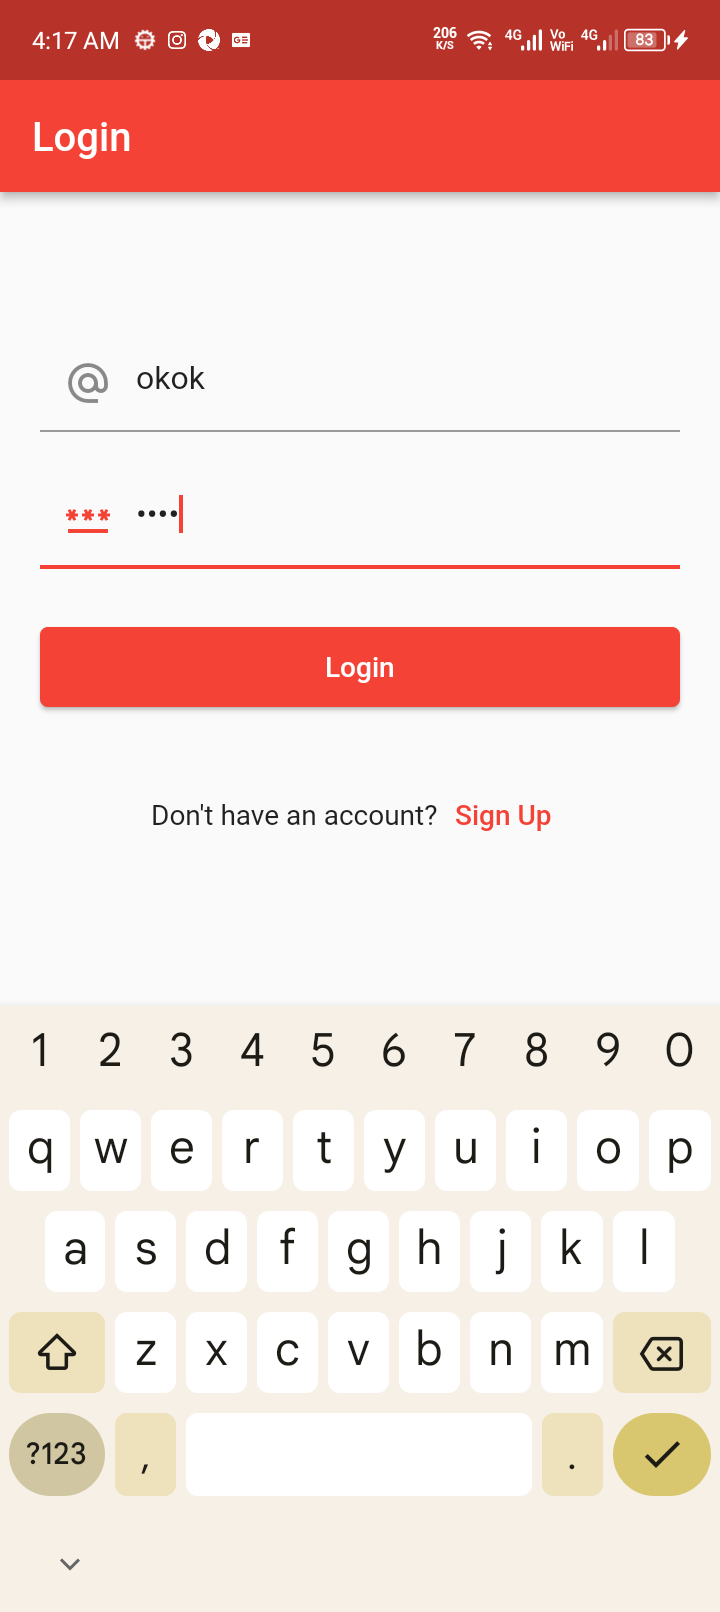 4:17 AM 206 K/S 4G Vo WiFi 4G 83
Login
@ okok
*** ••••
Login
Don't have an account? Sign Up
1 2 3 4 5 6 7 8 9 0
q w e r t y u i o p
a s d f g h j k l
z x c v b n m
?123 , .